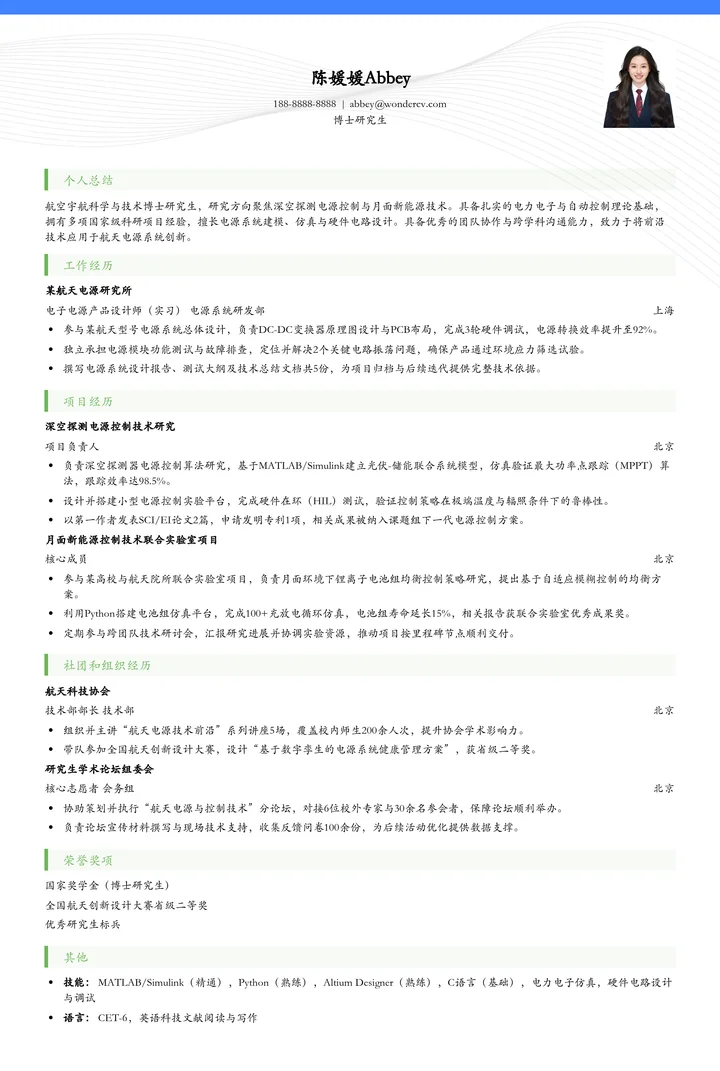 陈媛媛Abbey
188-8888-8888 | abbey@wondercv.com
博士研究生
个人总结
航空宇航科学与技术博士研究生，研究方向聚焦深空探测电源控制与月面新能源技术。具备扎实的电力电子与自动控制理论基础，
拥有多项国家级科研项目经验，擅长电源系统建模、仿真与硬件电路设计。具备优秀的团队协作与跨学科沟通能力，致力于将前沿
技术应用于航天电源系统创新。
工作经历
某航天电源研究所
电子电源产品设计师（实习） 电源系统研发部 上海
• 参与某航天型号电源系统总体设计，负责DC-DC变换器原理图设计与PCB布局，完成3轮硬件调试，电源转换效率提升至92%。
• 独立承担电源模块功能测试与故障排查，定位并解决2个关键电路振荡问题，确保产品通过环境应力筛选试验。
• 撰写电源系统设计报告、测试大纲及技术总结文档共5份，为项目归档与后续迭代提供完整技术依据。
项目经历
深空探测电源控制技术研究
项目负责人 北京
• 负责深空探测器电源控制算法研究，基于MATLAB/Simulink建立光伏-储能联合系统模型，仿真验证最大功率点跟踪（MPPT）算
法，跟踪效率达98.5%。
• 设计并搭建小型电源控制实验平台，完成硬件在环（HIL）测试，验证控制策略在极端温度与辐照条件下的鲁棒性。
• 以第一作者发表SCI/EI论文2篇，申请发明专利1项，相关成果被纳入课题组下一代电源控制方案。
月面新能源控制技术联合实验室项目
核心成员 北京
• 参与某高校与航天院所联合实验室项目，负责月面环境下锂离子电池组均衡控制策略研究，提出基于自适应模糊控制的均衡方
案。
• 利用Python搭建电池组仿真平台，完成100+充放电循环仿真，电池组寿命延长15%，相关报告获联合实验室优秀成果奖。
• 定期参与跨团队技术研讨会，汇报研究进展并协调实验资源，推动项目按里程碑节点顺利交付。
社团和组织经历
航天科技协会
技术部部长 技术部 北京
• 组织并主讲“航天电源技术前沿”系列讲座5场，覆盖校内师生200余人次，提升协会学术影响力。
• 带队参加全国航天创新设计大赛，设计“基于数字孪生的电源系统健康管理方案”，获省级二等奖。
研究生学术论坛组委会
核心志愿者 会务组 北京
• 协助策划并执行“航天电源与控制技术”分论坛，对接6位校外专家与30余名参会者，保障论坛顺利举办。
• 负责论坛宣传材料撰写与现场技术支持，收集反馈问卷100余份，为后续活动优化提供数据支撑。
荣誉奖项
国家奖学金（博士研究生）
全国航天创新设计大赛省级二等奖
优秀研究生标兵
其他
• 技能： MATLAB/Simulink（精通），Python（熟练），Altium Designer（熟练），C语言（基础），电力电子仿真，硬件电路设计
与调试
• 语言： CET-6，英语科技文献阅读与写作